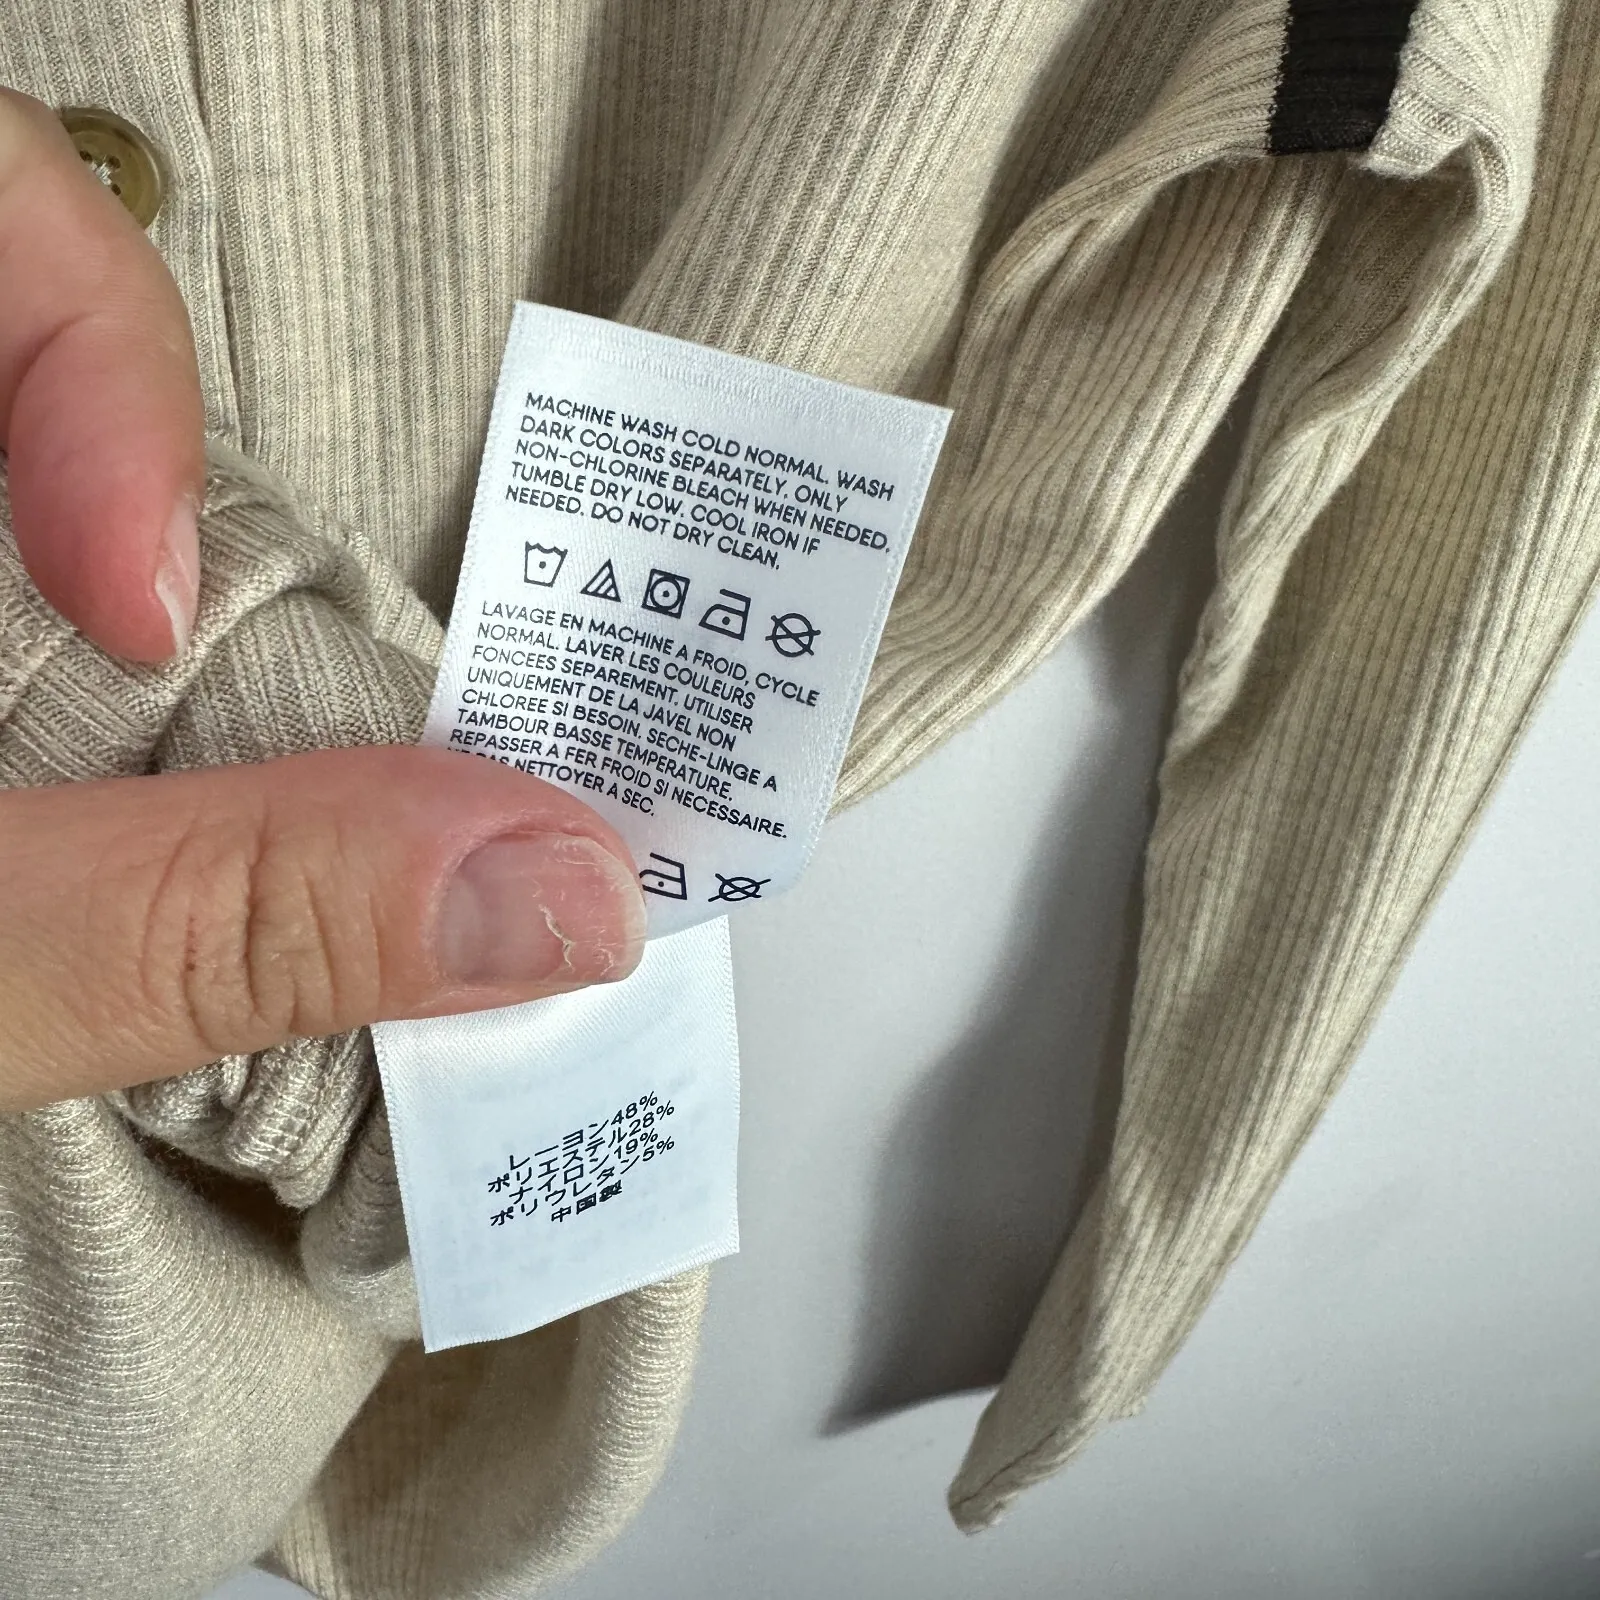 MACHINE WASH COLD NORMAL. WASH
DARK COLORS SEPARATELY. ONLY
NON-CHLORINE BLEACH WHEN NEEDED.
TUMBLE DRY LOW. COOL IRON IF
NEEDED. DO NOT DRY CLEAN.
LAVAGE EN MACHINE A FROID, CYCLE
NORMAL. LAVER LES COULEURS
FONCEES SEPAREMENT. UTILISER
UNIQUEMENT DE LA JAVEL NON
CHLOREE SI BESOIN. SECHE-LINGE A
TAMBOUR BASSE TEMPERATURE.
REPASSER A FER FROID SI NECESSAIRE.
PAS NETTOYER A SEC.
レーヨン48%
ポリエステル28%
ナイロン19%
ポリウレタン5%
中国製